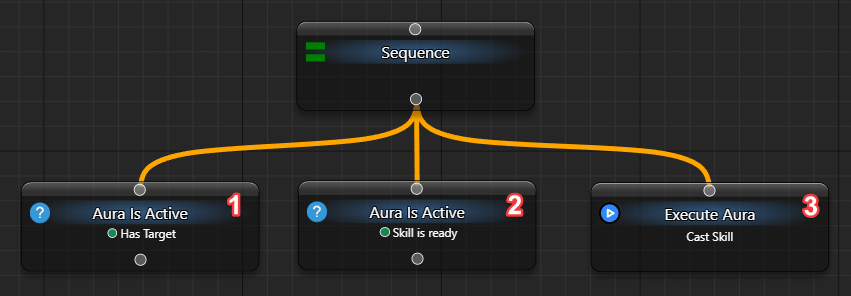 Sequence
Aura Is Active 1
Has Target
Aura Is Active 2
Skill is ready
Execute Aura 3
Cast Skill